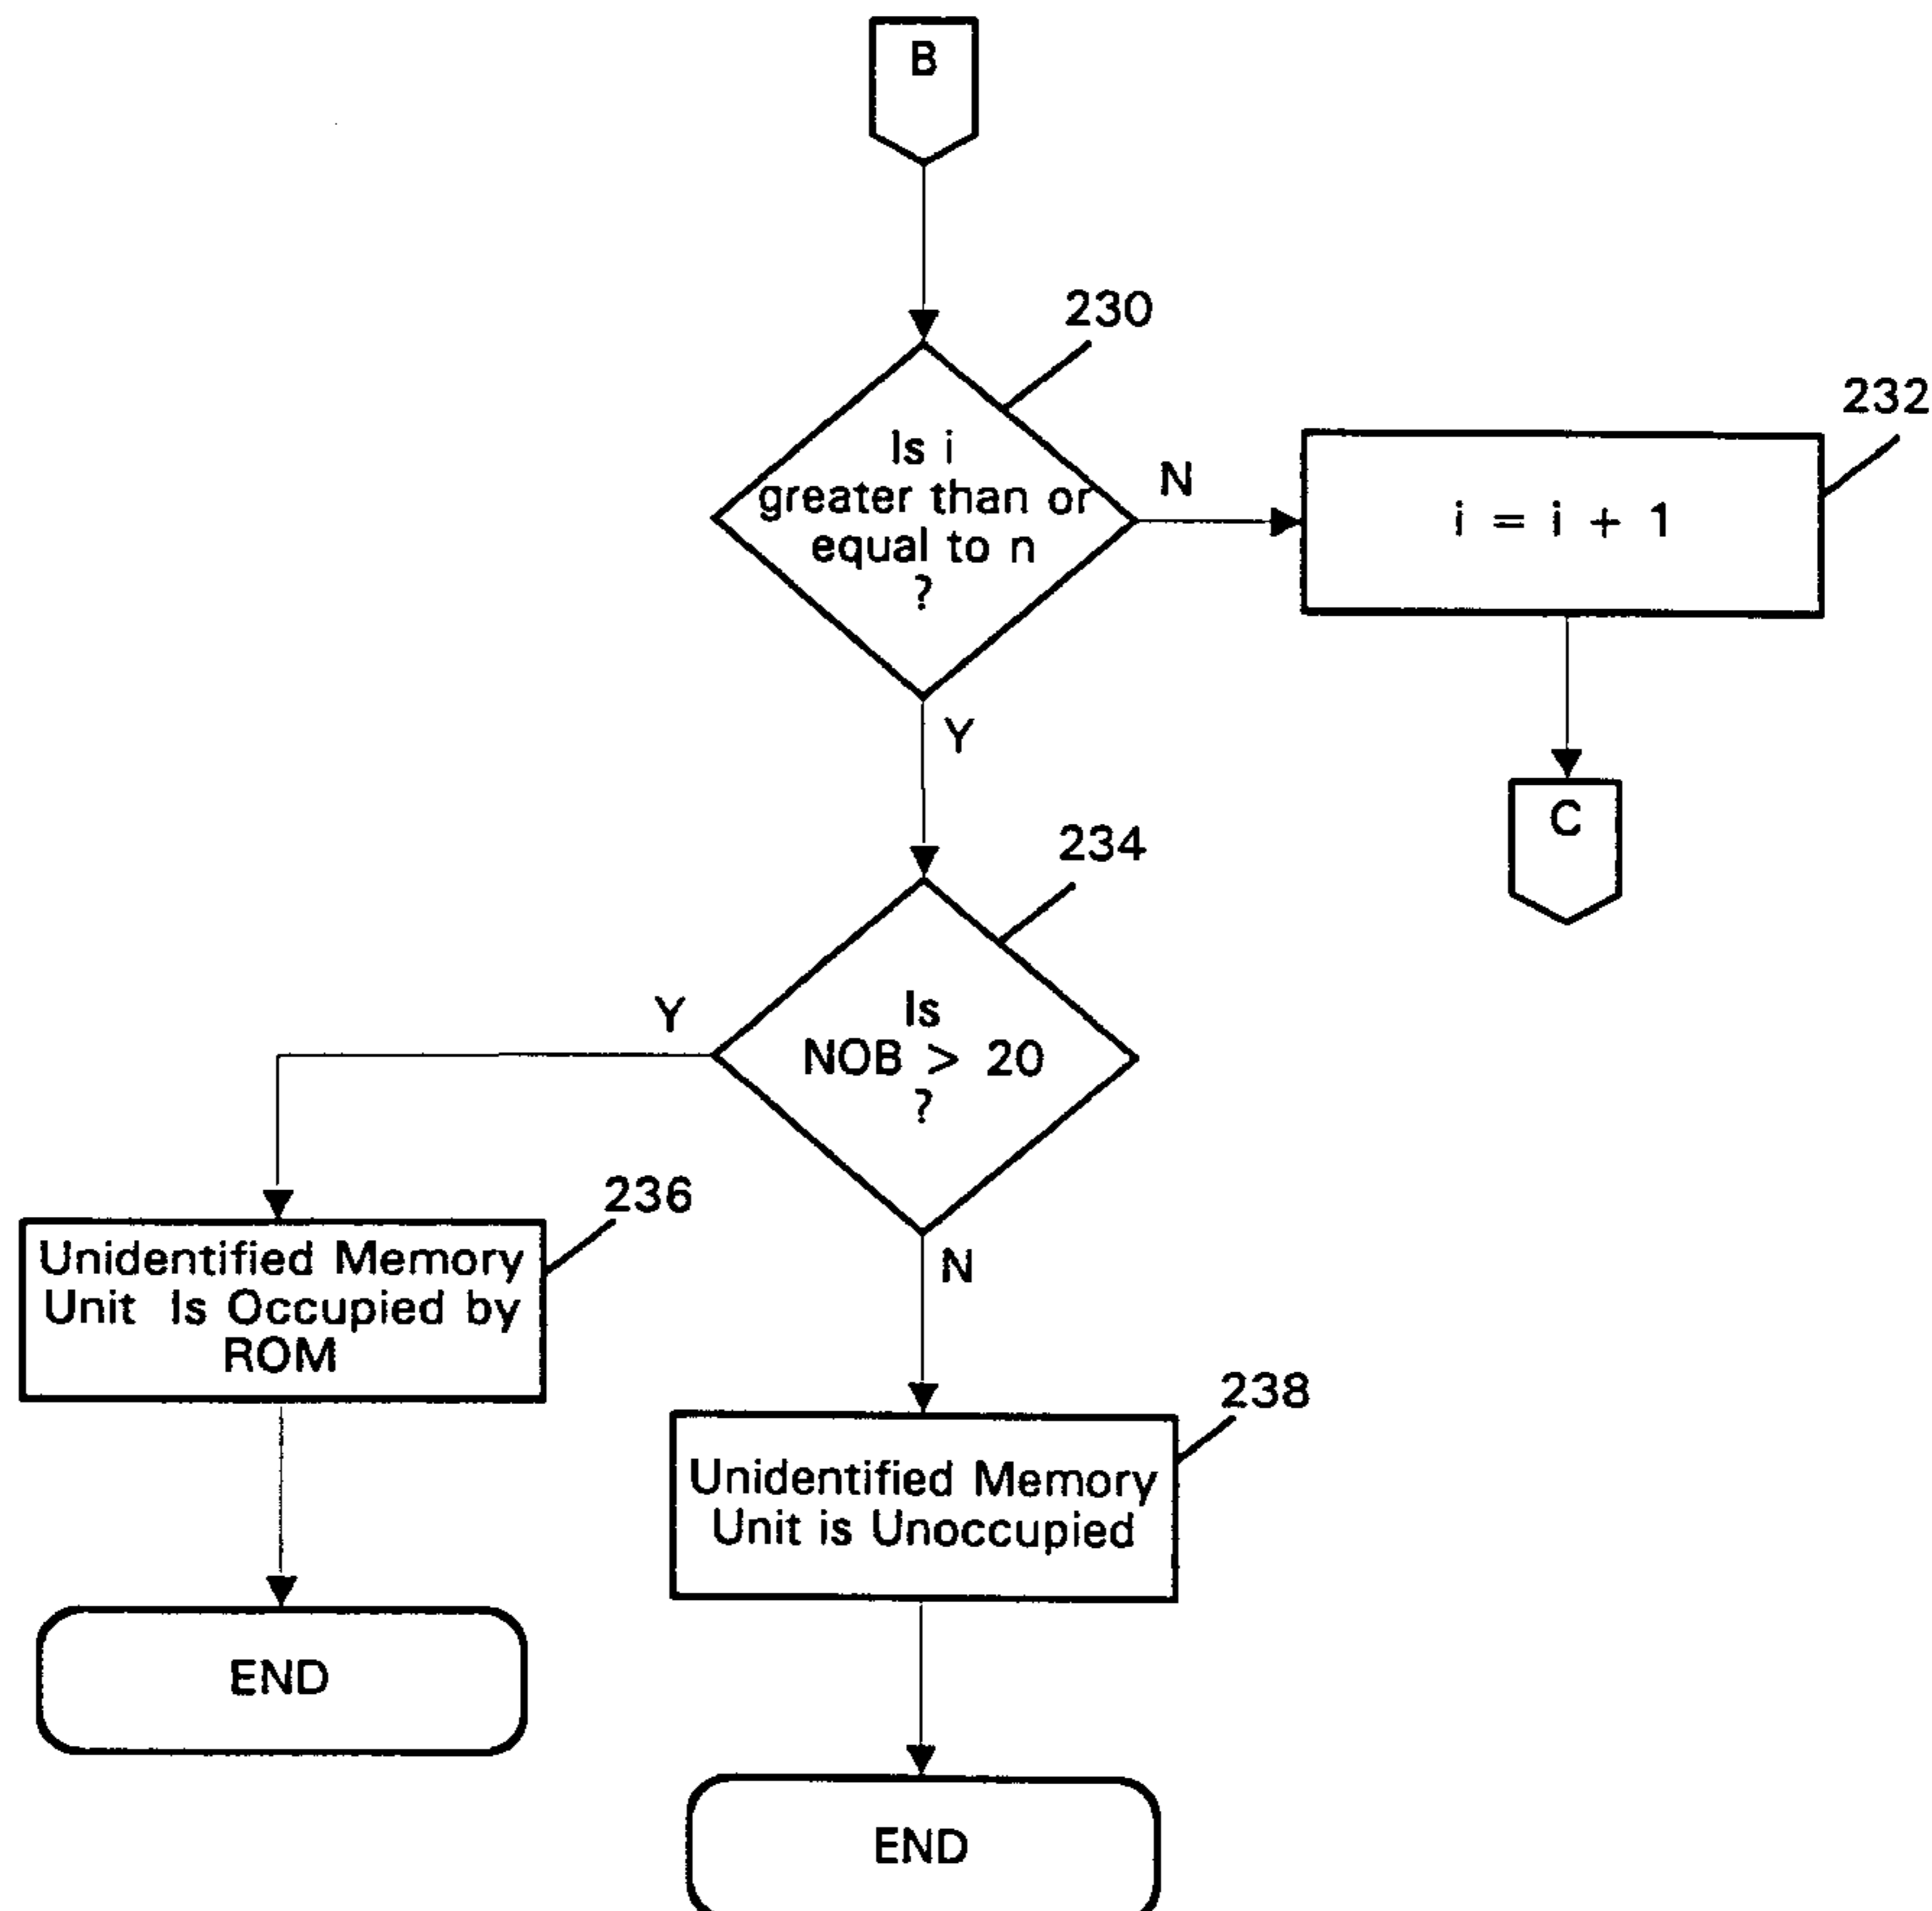 B
230
Is i
greater than or
equal to n
?
N
232
i = i + 1
Y
C
234
Is
NOB > 20
?
Y
N
236
Unidentified Memory
Unit Is Occupied by
ROM
238
Unidentified Memory
Unit is Unoccupied
END
END